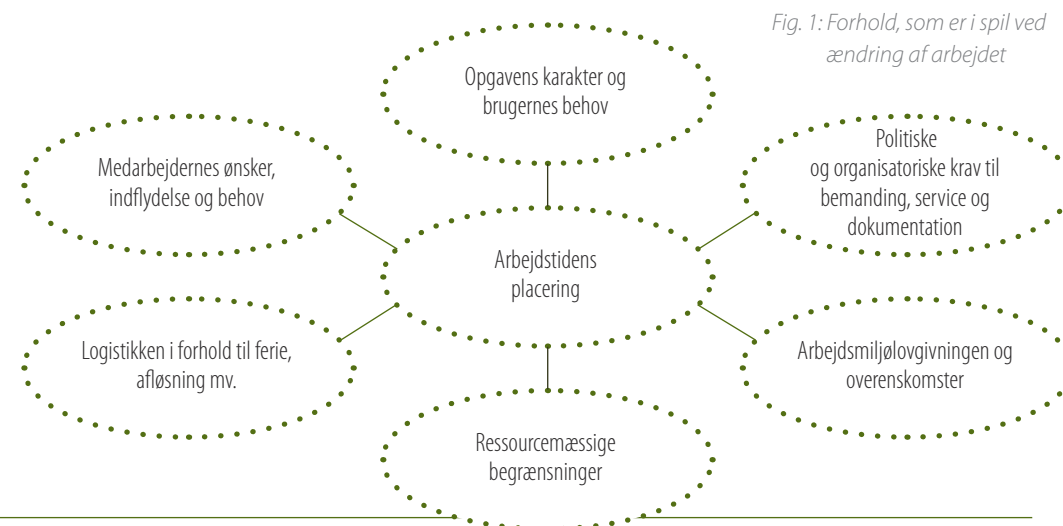 Fig. 1: Forhold, som er i spil ved
ændring af arbejdet
Opgavens karakter og
brugernes behov
Medarbejdernes ønsker,
indflydelse og behov
Politiske
og organisatoriske krav til
bemanding, service og
dokumentation
Arbejdstidens
placering
Logistikken i forhold til ferie,
afløsning mv.
Arbejdsmiljølovgivningen og
overenskomster
Ressourcemæssige
begrænsninger